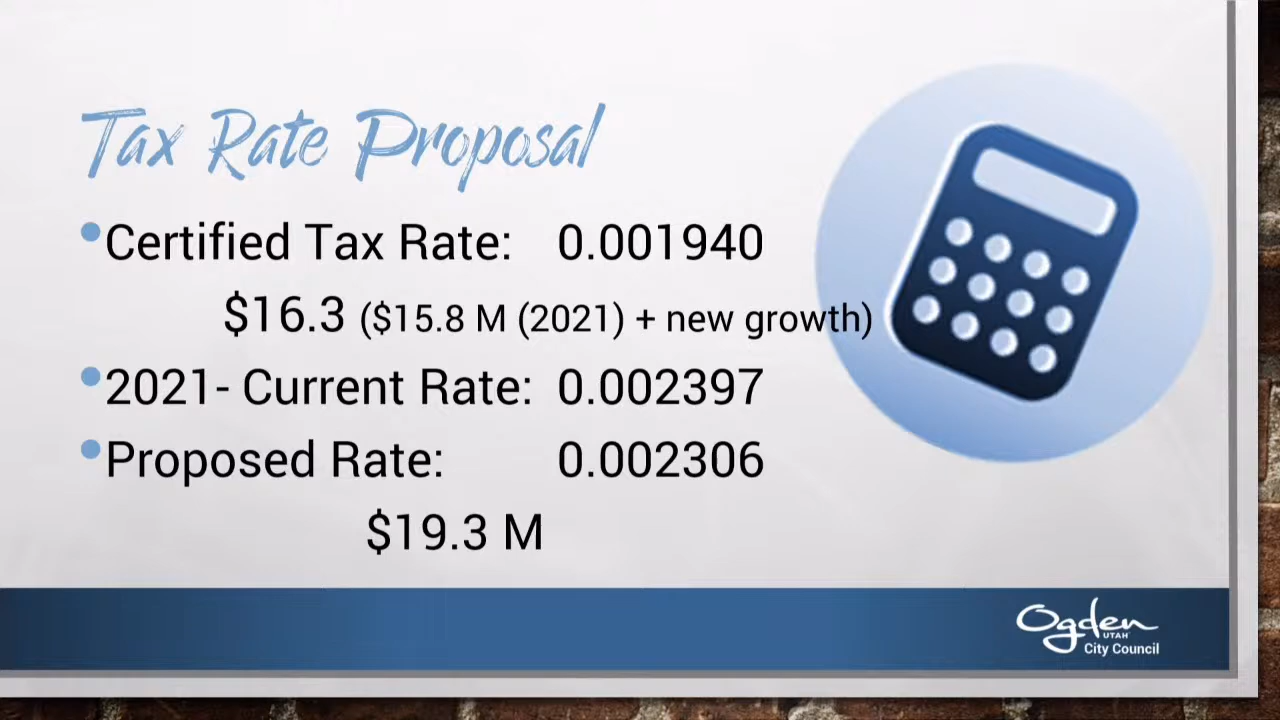 Tax Rate Proposal
•Certified Tax Rate: 0.001940
$16.3 ($15.8 M (2021) + new growth)
•2021- Current Rate: 0.002397
•Proposed Rate: 0.002306
$19.3 M
Ogden
UTAH
City Council